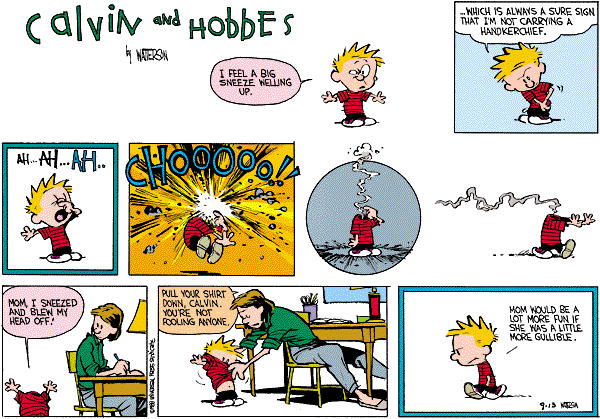 CALVIN AND HOBBES
by WATTERSON
I FEEL A BIG
SNEEZE WELLING
UP.
...WHICH IS ALWAYS A SURE SIGN
THAT I'M NOT CARRYING A
HANDKERCHIEF.
AH... AH... AH..
CHOOOOO!!
MOM, I SNEEZED
AND BLEW MY
HEAD OFF!
PULL YOUR SHIRT
DOWN, CALVIN.
YOU'RE NOT
FOOLING ANYONE.
MOM WOULD BE A
LOT MORE FUN IF
SHE WAS A LITTLE
MORE GULLIBLE.
9-13 WATTERSON